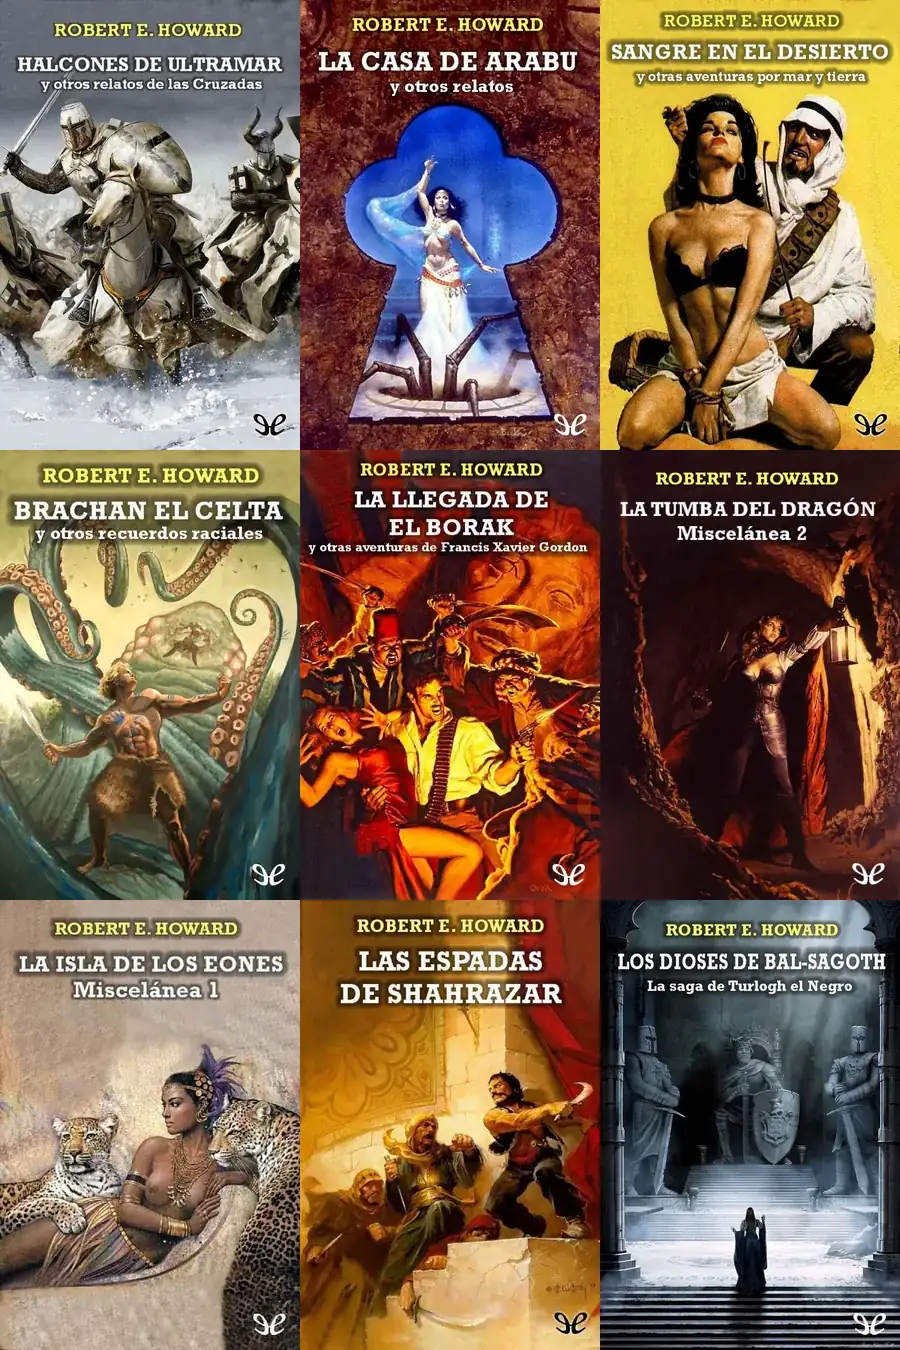 ROBERT E. HOWARD
HALCONES DE ULTRAMAR
y otros relatos de las Cruzadas
ROBERT E. HOWARD
LA CASA DE ARABU
y otros relatos
ROBERT E. HOWARD
SANGRE EN EL DESIERTO
y otras aventuras por mar y tierra
ROBERT E. HOWARD
BRACHAN EL CELTA
y otros recuerdos raciales
ROBERT E. HOWARD
LA LLEGADA DE
EL BORAK
y otras aventuras de Francis Xavier Gordon
ROBERT E. HOWARD
LA TUMBA DEL DRAGÓN
Miscelánea 2
ROBERT E. HOWARD
LA ISLA DE LOS EONES
Miscelánea 1
ROBERT E. HOWARD
LAS ESPADAS
DE SHAHRAZAR
ROBERT E. HOWARD
LOS DIOSES DE BAL-SAGOTH
La saga de Turlogh el Negro